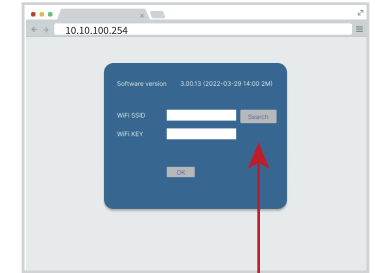 10.10.100.254
Software version 3.00.13 (2022-03-29 14:00 2M)
WiFi SSID Search
WiFi KEY
OK